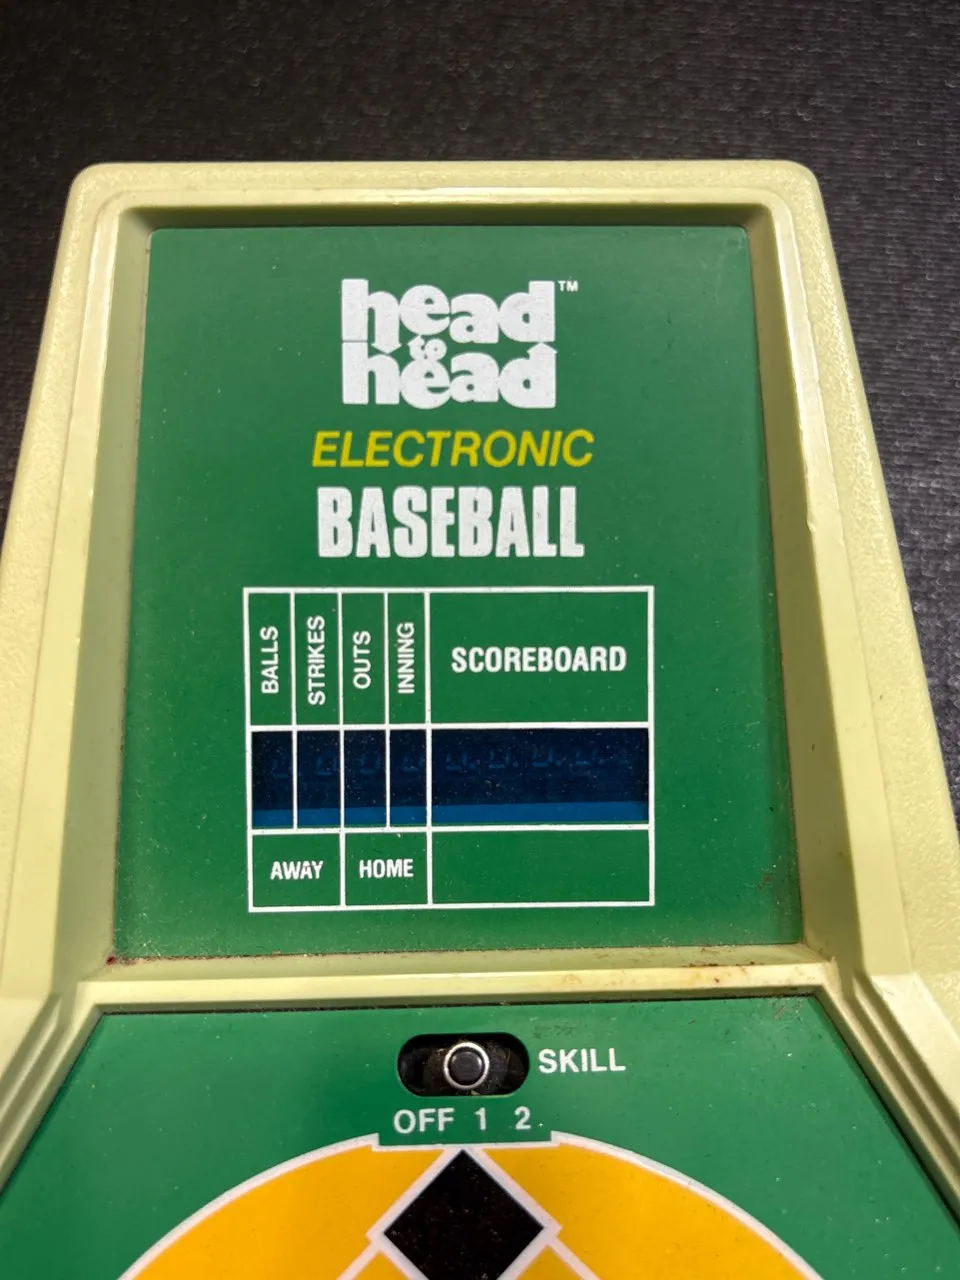 head™
to
head
ELECTRONIC
BASEBALL
BALLS STRIKES OUTS INNING SCOREBOARD
AWAY HOME
SKILL
OFF 1 2